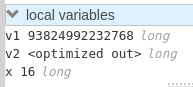 local variables
v1 93824992232768 long
v2 <optimized out> long
x 16 long